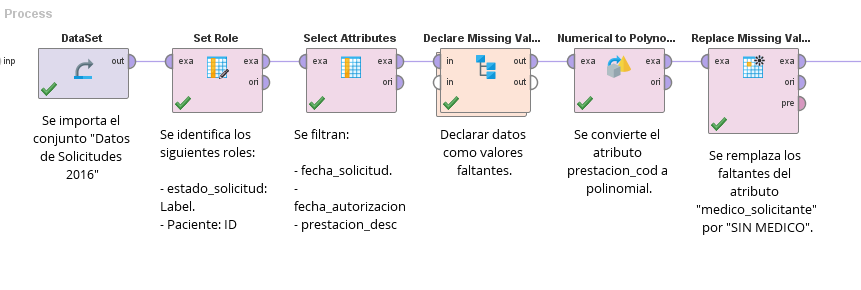 Process
DataSet
Set Role
Select Attributes
Declare Missing Val...
Numerical to Polyno...
Replace Missing Val...
inp
out
exa
exa
ori
exa
exa
ori
in
out
in
out
exa
exa
ori
exa
exa
ori
pre
Se importa el
conjunto "Datos
de Solicitudes
2016"
Se identifica los
siguientes roles:
- estado_solicitud:
Label.
- Paciente: ID
Se filtran:
- fecha_solicitud.
-
fecha_autorizacion
- prestacion_desc
Declarar datos
como valores
faltantes.
Se convierte el
atributo
prestacion_cod a
polinomial.
Se remplaza los
faltantes del
atributo
"medico_solicitante"
por "SIN MEDICO".